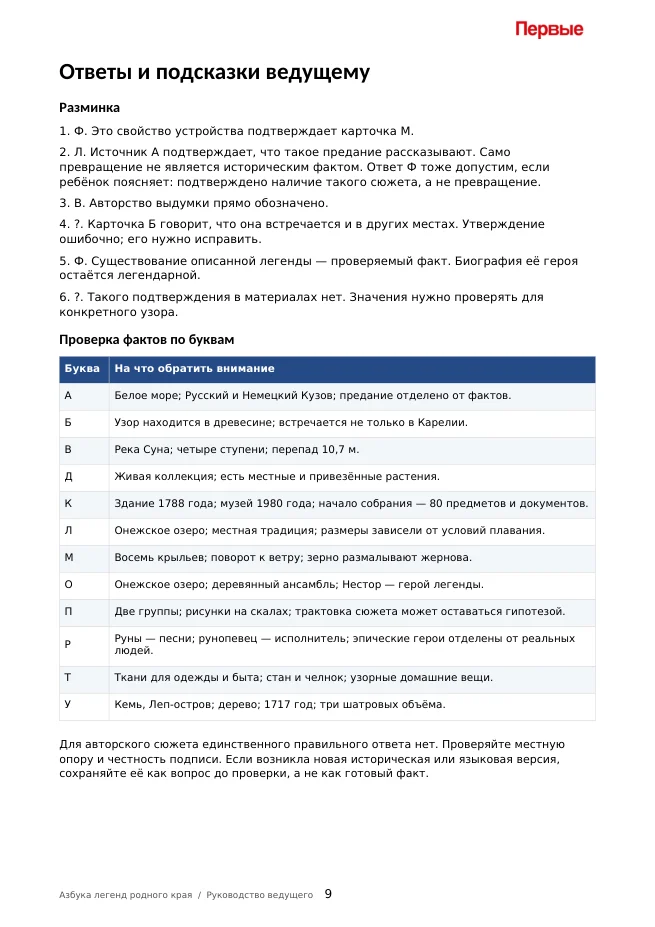 Первые
Ответы и подсказки ведущему
Разминка
1. Ф. Это свойство устройства подтверждает карточка М.
2. Л. Источник А подтверждает, что такое предание рассказывают. Само
превращение не является историческим фактом. Ответ Ф тоже допустим, если
ребёнок поясняет: подтверждено наличие такого сюжета, а не превращение.
3. В. Авторство выдумки прямо обозначено.
4. ?. Карточка Б говорит, что она встречается и в других местах. Утверждение
ошибочно; его нужно исправить.
5. Ф. Существование описанной легенды — проверяемый факт. Биография её героя
остаётся легендарной.
6. ?. Такого подтверждения в материалах нет. Значения нужно проверять для
конкретного узора.
Проверка фактов по буквам
Буква На что обратить внимание
А Белое море; Русский и Немецкий Кузов; предание отделено от фактов.
Б Узор находится в древесине; встречается не только в Карелии.
В Река Суна; четыре ступени; перепад 10,7 м.
Д Живая коллекция; есть местные и привезённые растения.
К Здание 1788 года; музей 1980 года; начало собрания — 80 предметов и документов.
Л Онежское озеро; местная традиция; размеры зависели от условий плавания.
М Восемь крыльев; поворот к ветру; зерно размалывают жернова.
О Онежское озеро; деревянный ансамбль; Нестор — герой легенды.
П Две группы; рисунки на скалах; трактовка сюжета может оставаться гипотезой.
Р Руны — песни; рунопевец — исполнитель; эпические герои отделены от реальных
людей.
Т Ткани для одежды и быта; стан и челнок; узорные домашние вещи.
У Кемь, Леп-остров; дерево; 1717 год; три шатровых объёма.
Для авторского сюжета единственного правильного ответа нет. Проверяйте местную
опору и честность подписи. Если возникла новая историческая или языковая версия,
сохраняйте её как вопрос до проверки, а не как готовый факт.
Азбука легенд родного края / Руководство ведущего 9